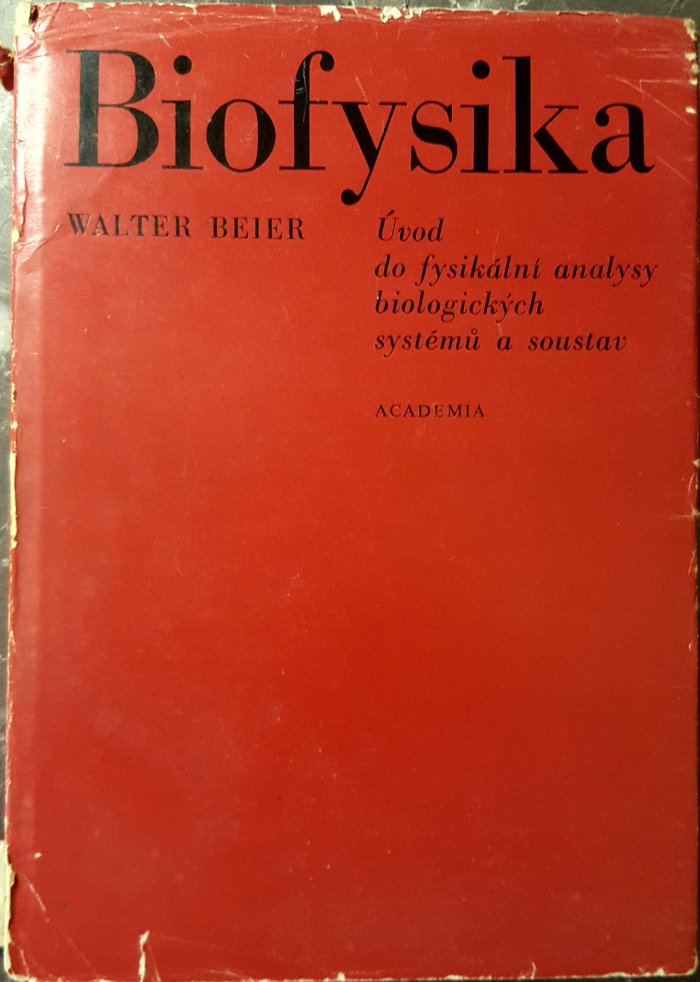 Biofysika
WALTER BEIER
Úvod
do fysikální analysy
biologických
systémů a soustav
ACADEMIA